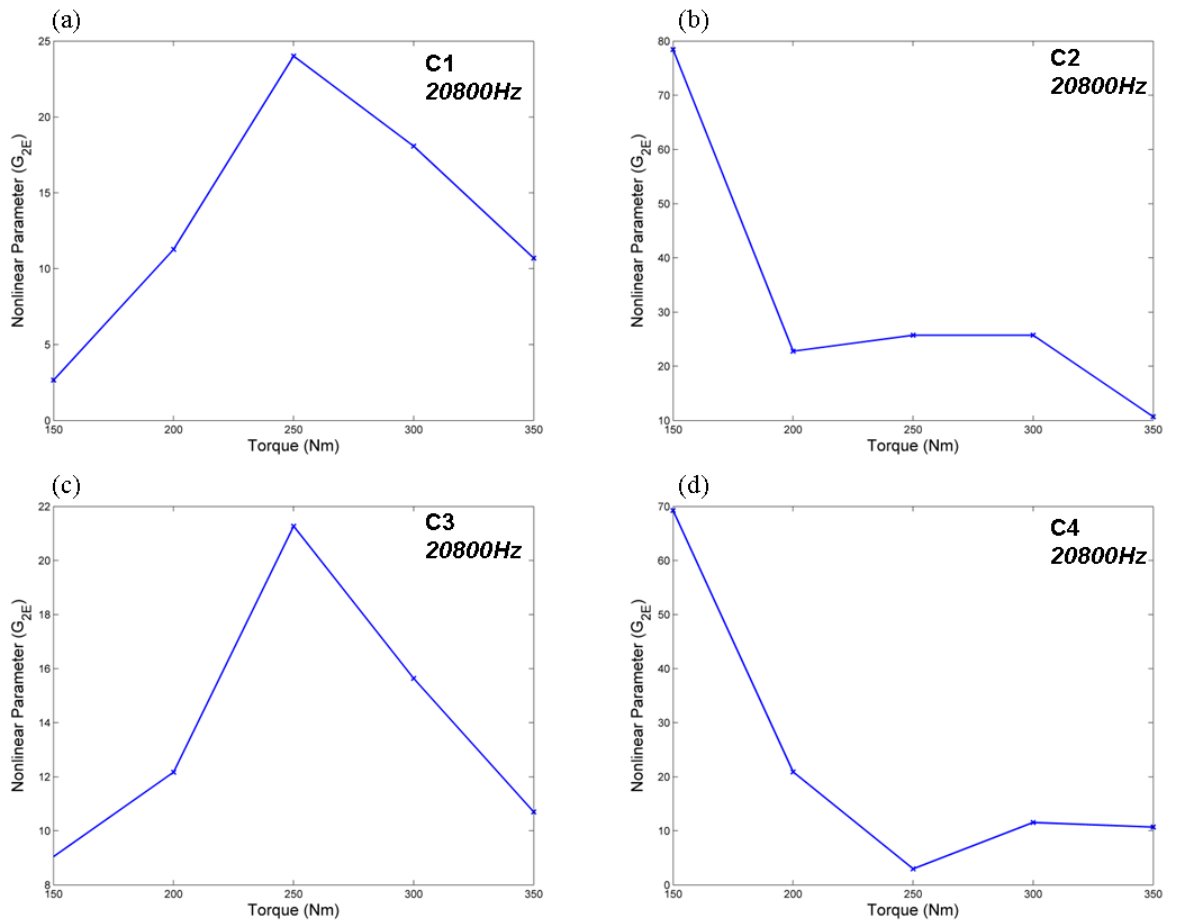 (a)
C1
20800Hz
25
20
15
10
5
0
150 200 250 300 350
Torque (Nm)
Nonlinear Parameter (G2E)
(b)
C2
20800Hz
80
70
60
50
40
30
20
10
150 200 250 300 350
Torque (Nm)
Nonlinear Parameter (G2E)
(c)
C3
20800Hz
22
20
18
16
14
12
10
8
150 200 250 300 350
Torque (Nm)
Nonlinear Parameter (G2E)
(d)
C4
20800Hz
70
60
50
40
30
20
10
0
150 200 250 300 350
Torque (Nm)
Nonlinear Parameter (G2E)